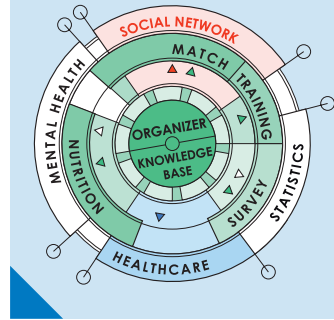 SOCIAL NETWORK
MATCH
TRAINING
MENTAL HEALTH
ORGANIZER
KNOWLEDGE
BASE
NUTRITION
SURVEY
STATISTICS
HEALTHCARE